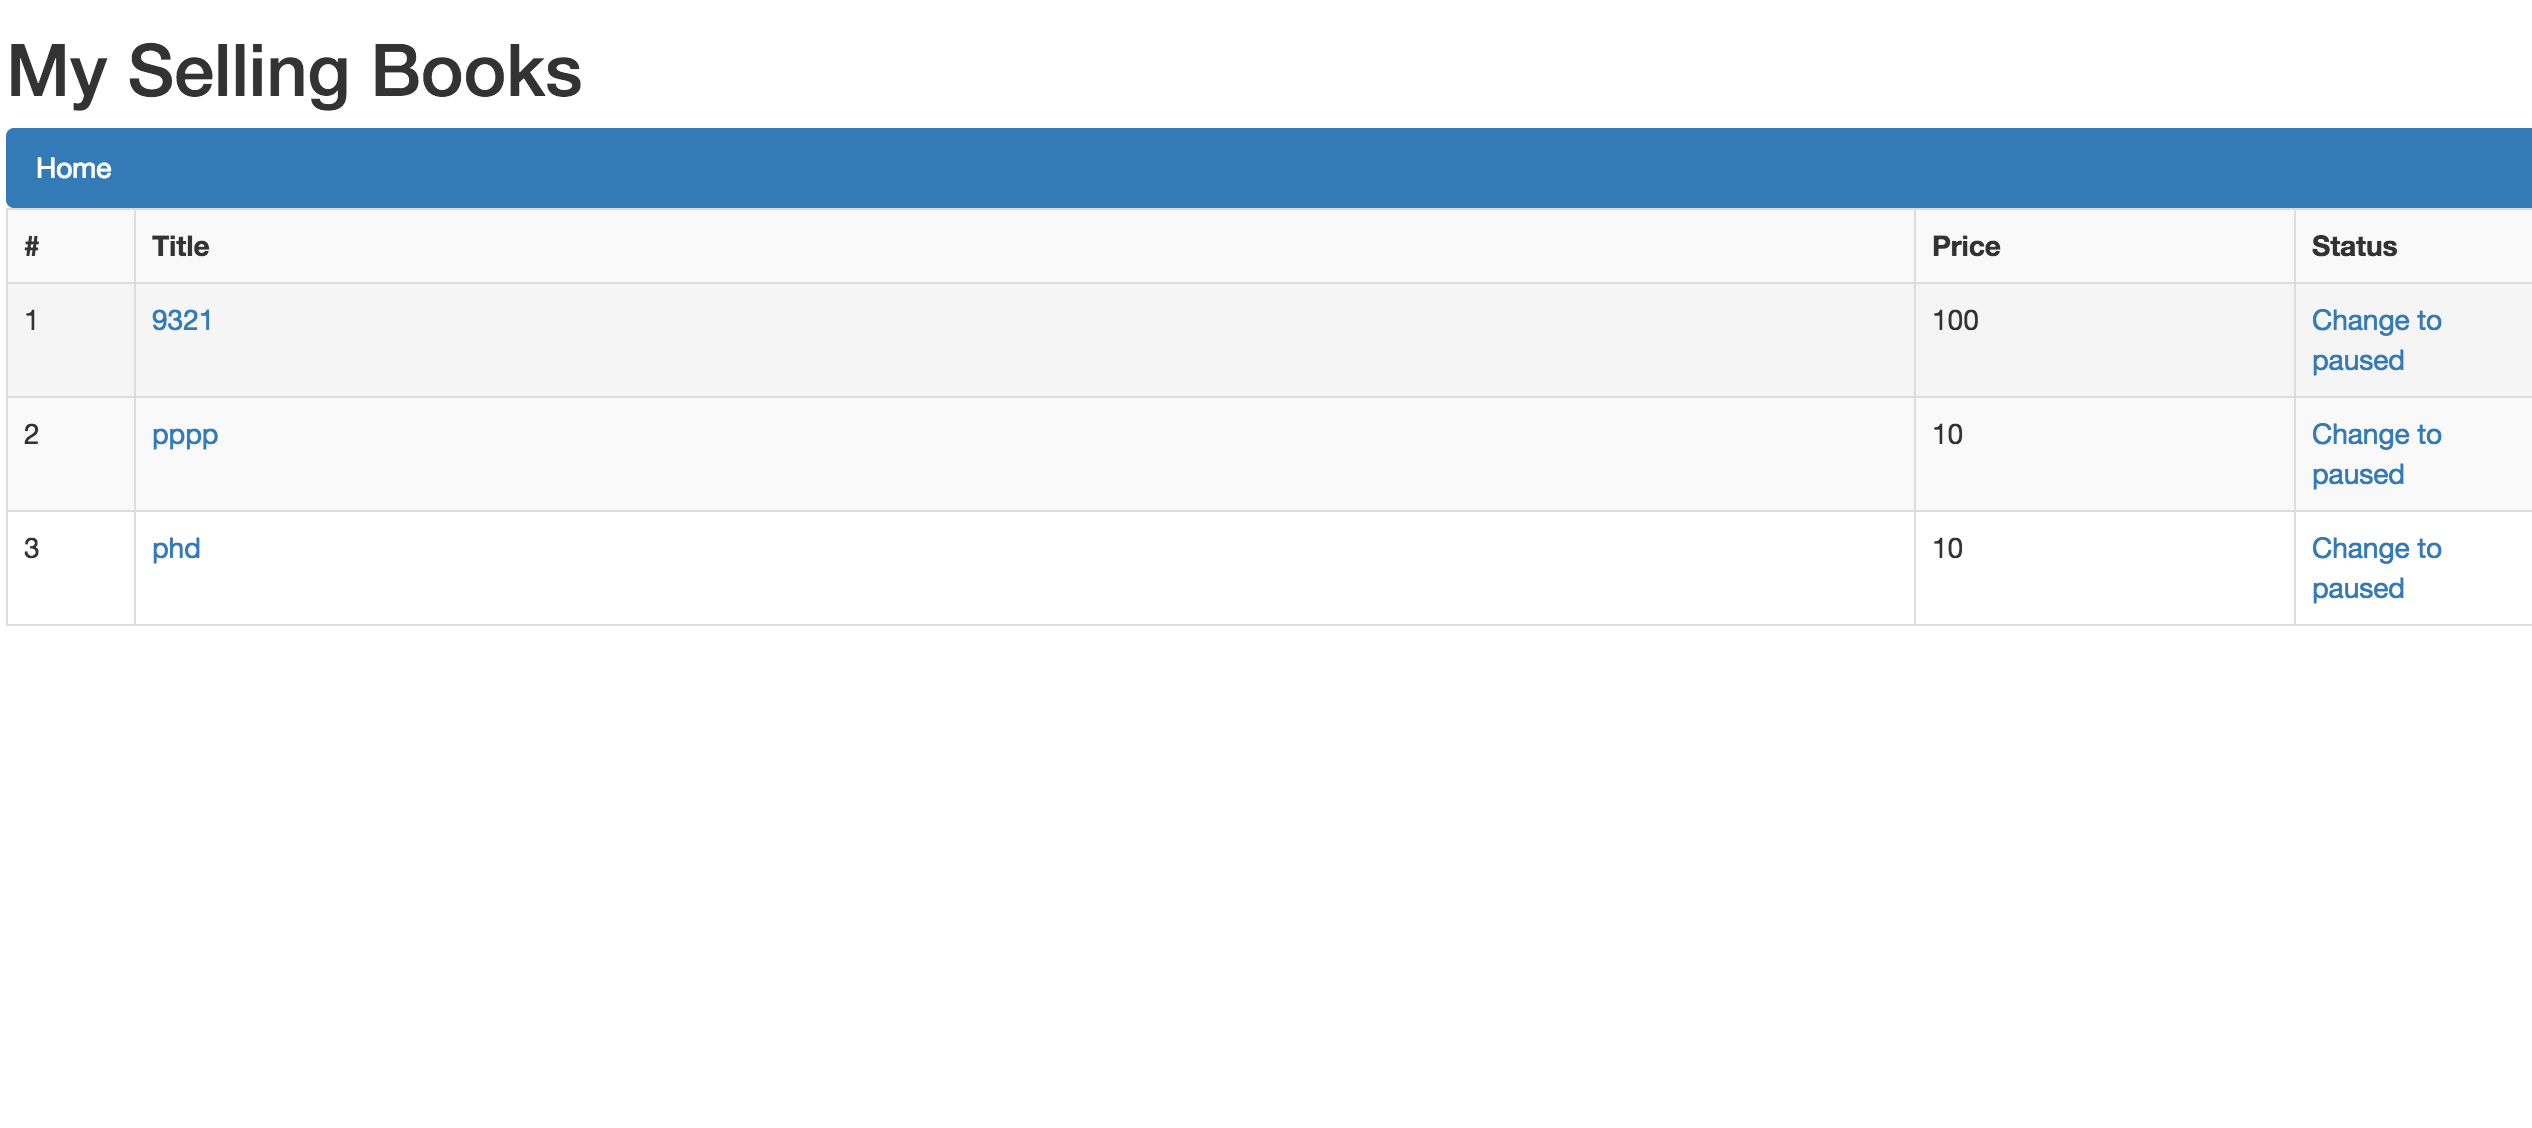 My Selling Books
Home
# Title Price Status
1 9321 100 Change to
paused
2 pppp 10 Change to
paused
3 phd 10 Change to
paused